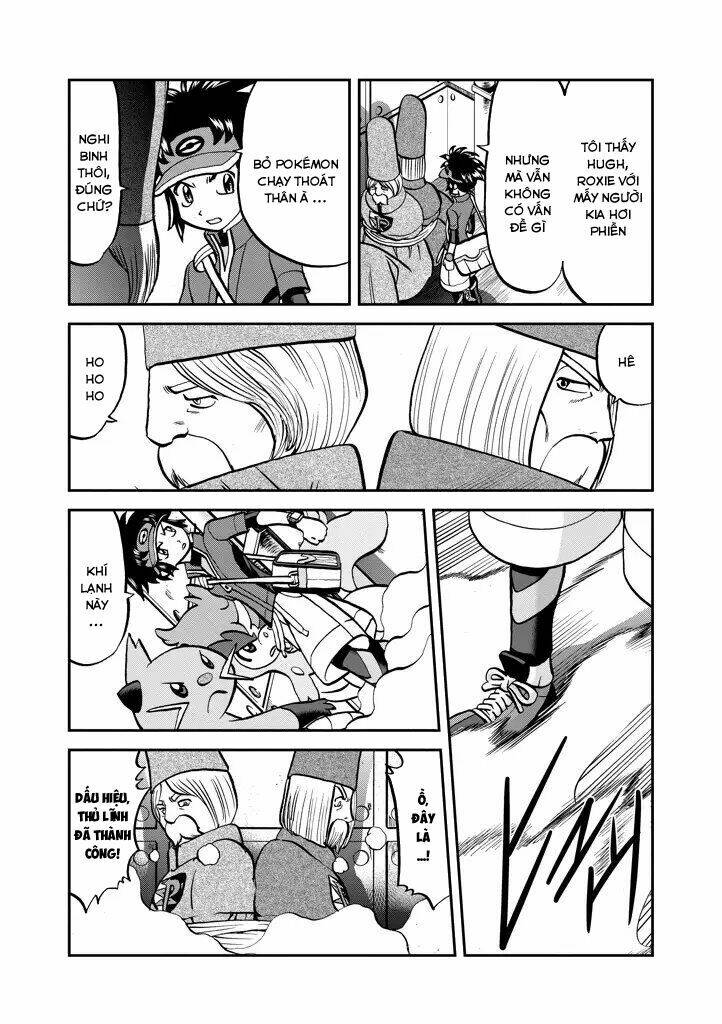 TÔI THẤY
HUGH,
ROXIE VỚI
MẤY NGƯỜI
KIA HƠI
PHIỀN
NHƯNG
MÀ VẪN
KHÔNG
CÓ VẤN
ĐỀ GÌ
BỎ POKÉMON
CHẠY THOÁT
THÂN À ...
NGHI
BINH THÔI,
ĐÚNG
CHỨ?
HÊ
HO
HO
HO
KHÍ
LẠNH
NÀY
...
Ồ,
ĐÂY
LÀ
...!
DẤU HIỆU,
THỦ LĨNH
ĐÃ THÀNH
CÔNG!